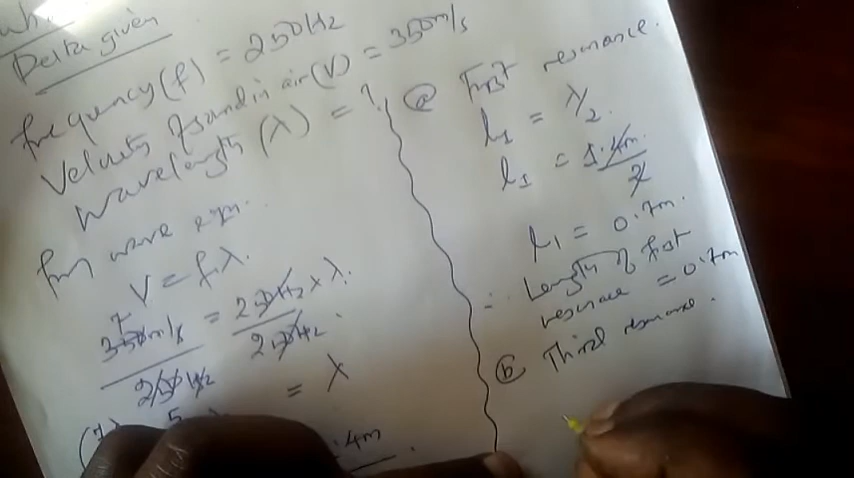 Data given
frequency (f) = 250Hz
Velocity of sound in air (V) = 350m/s
Wavelength (λ) = ?
from wave eqn.
V = fλ.
7
350m/s = 250Hz × λ.
250Hz 250Hz.
= λ
5
.4m
(a) First resonance.
l1 = λ/2.
l1 = 1.4m.
2
l1 = 0.7m.
∴ Length of first
resonance = 0.7m
(b) Third resonance.